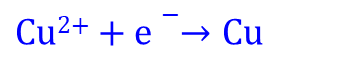 Cu²⁺ + e ⁻→ Cu